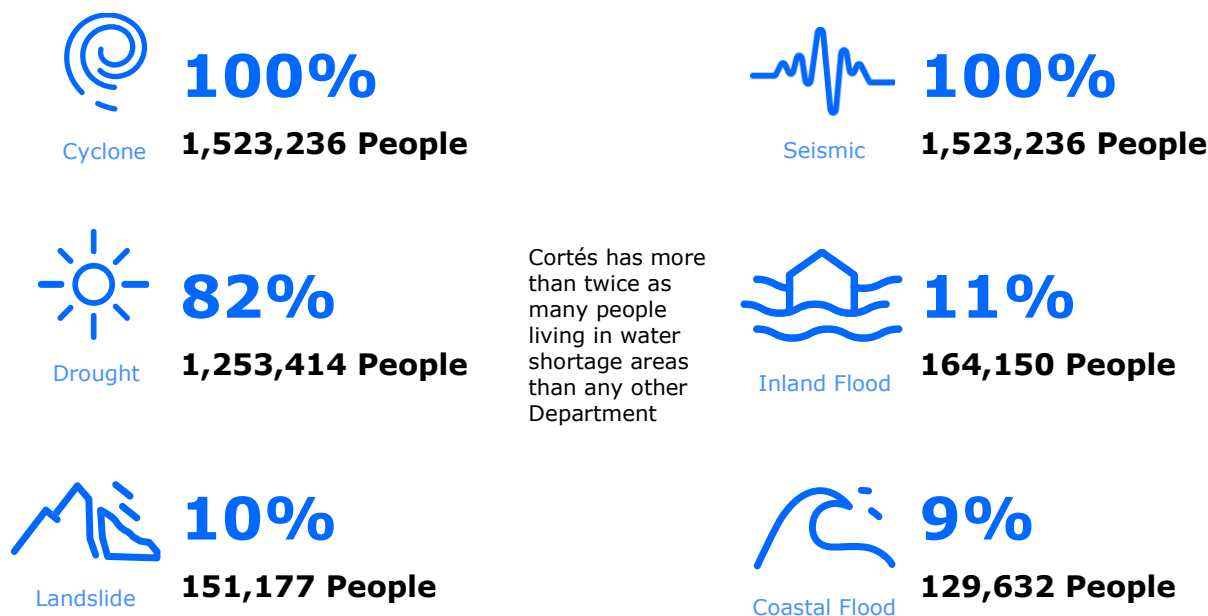 100%
1,523,236 People
Cyclone
100%
1,523,236 People
Seismic
82%
1,253,414 People
Drought
Cortés has more
than twice as
many people
living in water
shortage areas
than any other
Department
11%
164,150 People
Inland Flood
10%
151,177 People
Landslide
9%
129,632 People
Coastal Flood